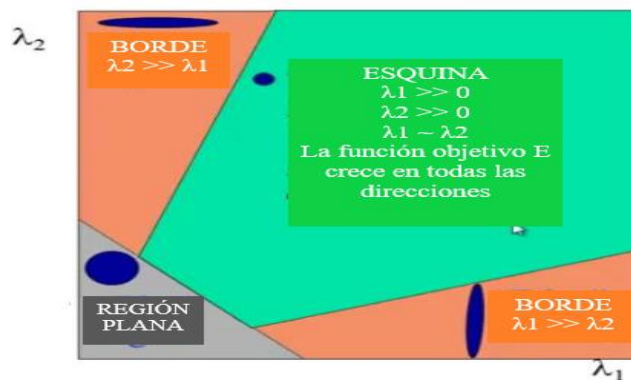 λ2
BORDE
λ2 >> λ1
ESQUINA
λ1 >> 0
λ2 >> 0
λ1 ~ λ2
La función objetivo E
crece en todas las
direcciones
REGIÓN
PLANA
BORDE
λ1 >> λ2
λ1